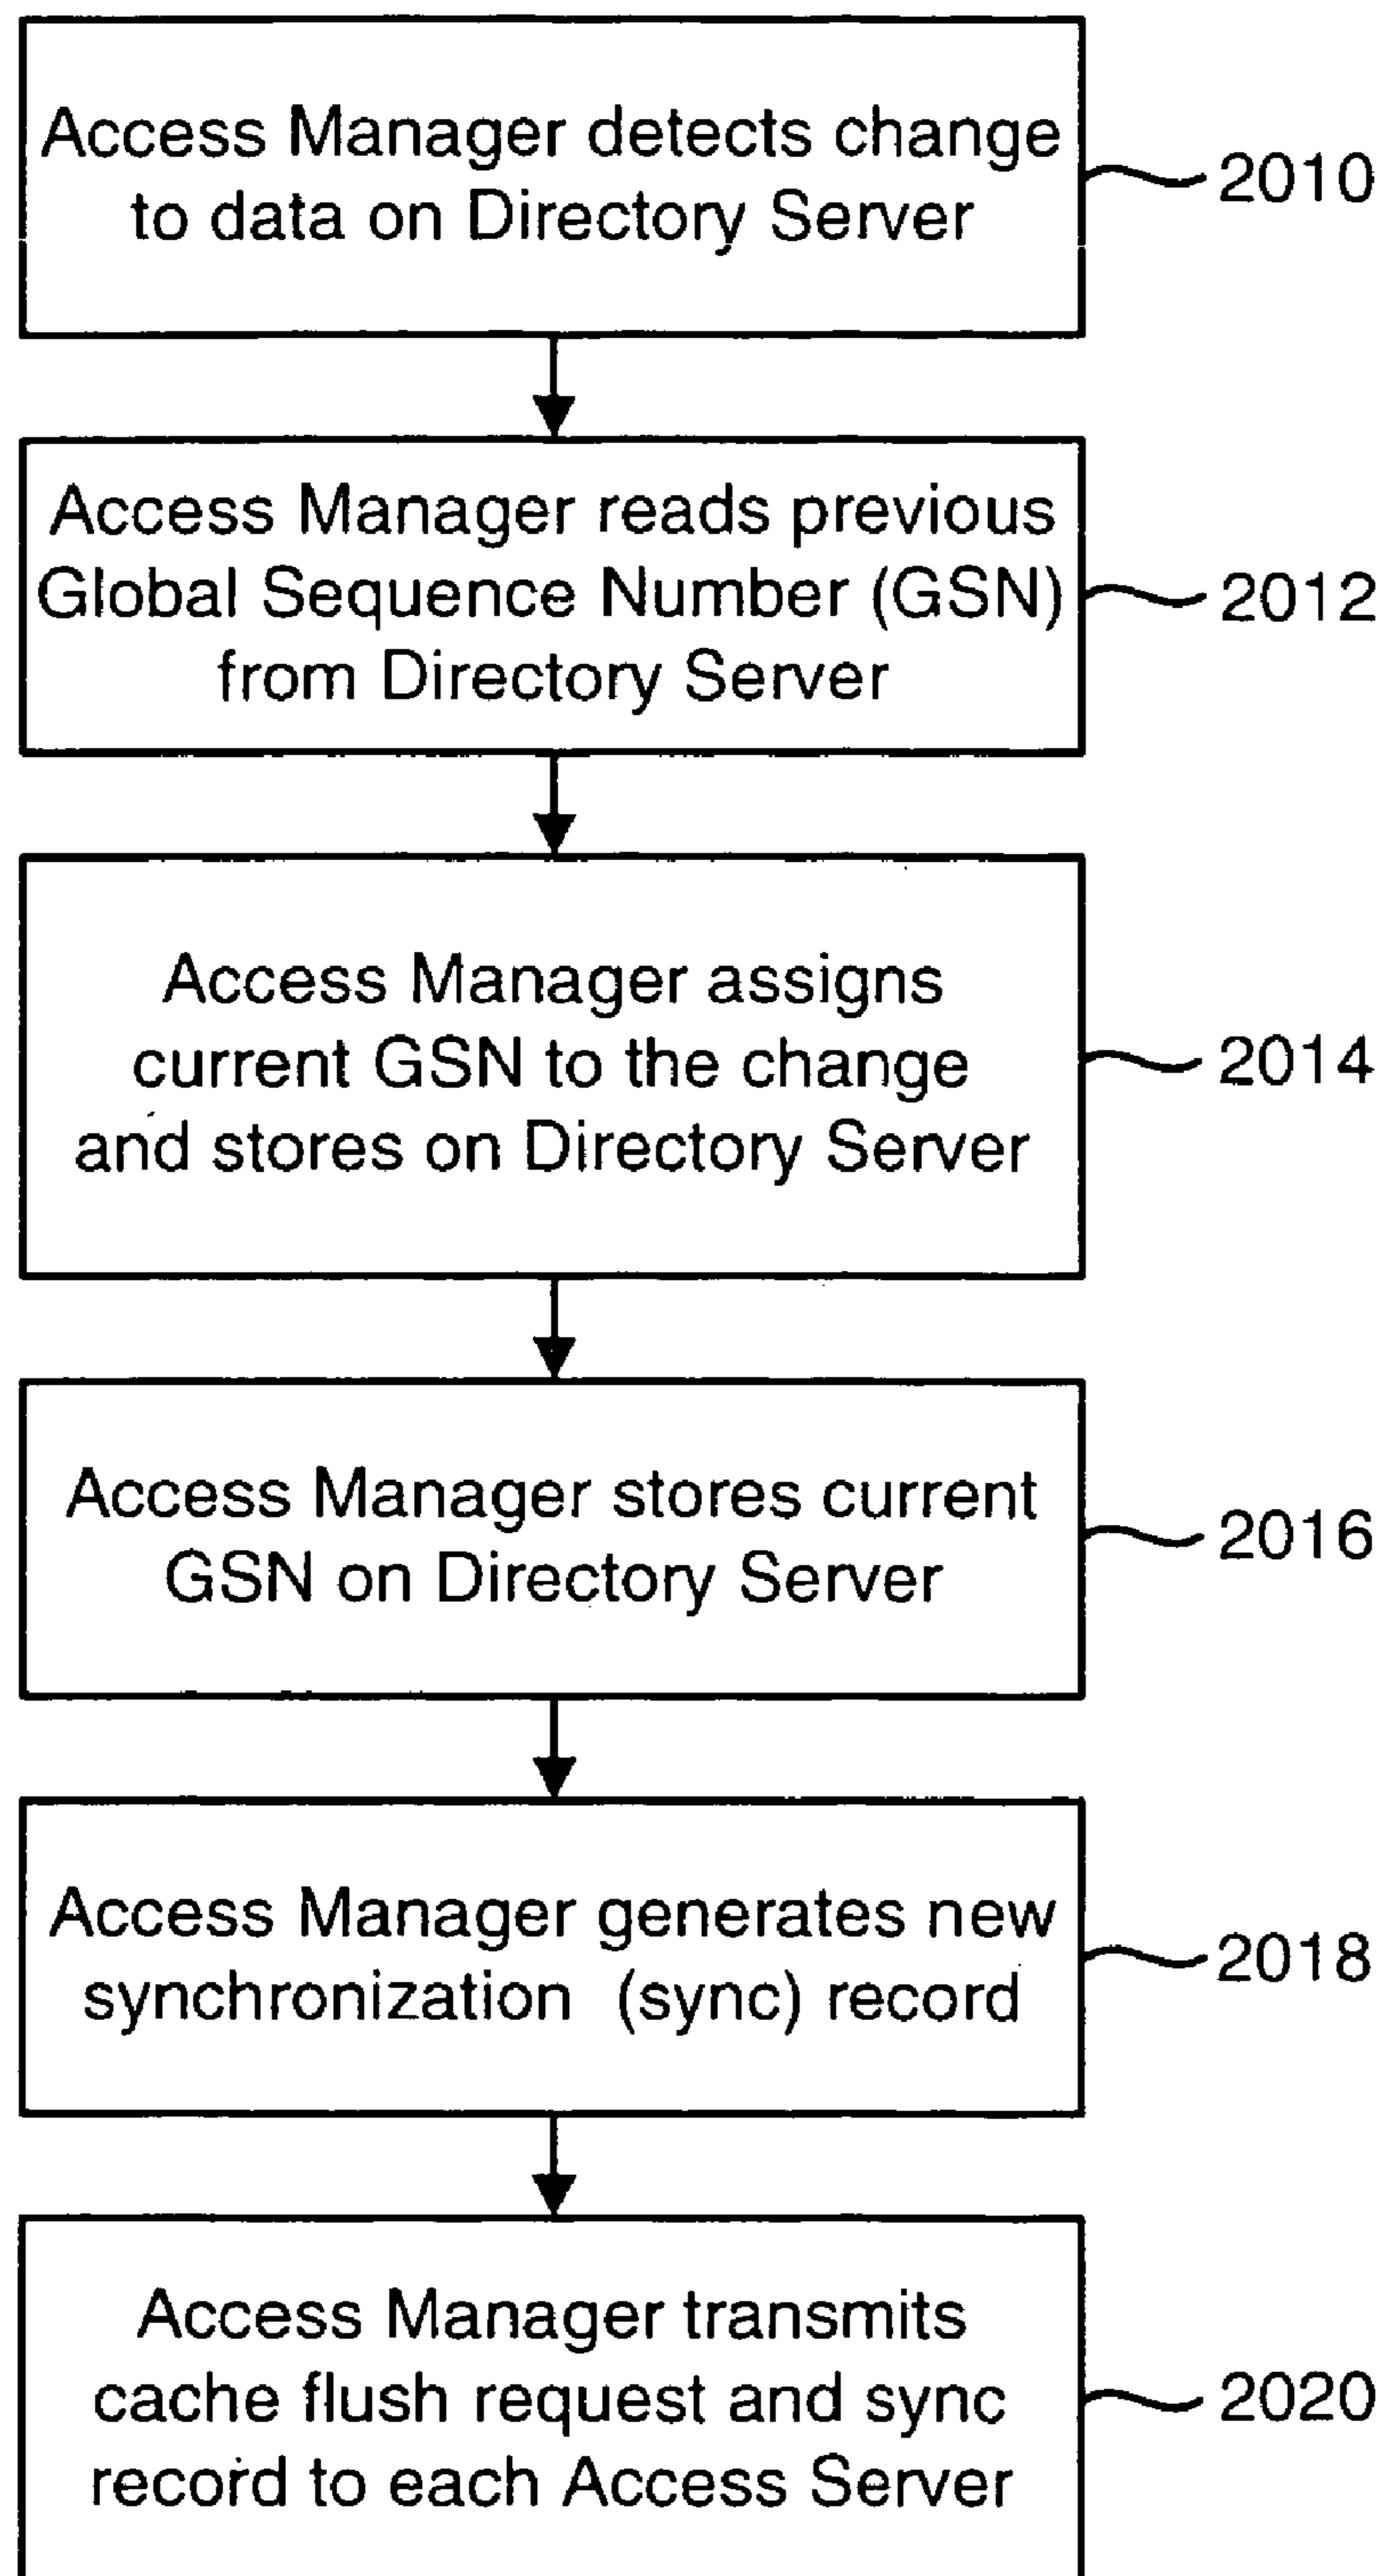 Access Manager detects change
to data on Directory Server
2010
Access Manager reads previous
Global Sequence Number (GSN)
from Directory Server
2012
Access Manager assigns
current GSN to the change
and stores on Directory Server
2014
Access Manager stores current
GSN on Directory Server
2016
Access Manager generates new
synchronization (sync) record
2018
Access Manager transmits
cache flush request and sync
record to each Access Server
2020